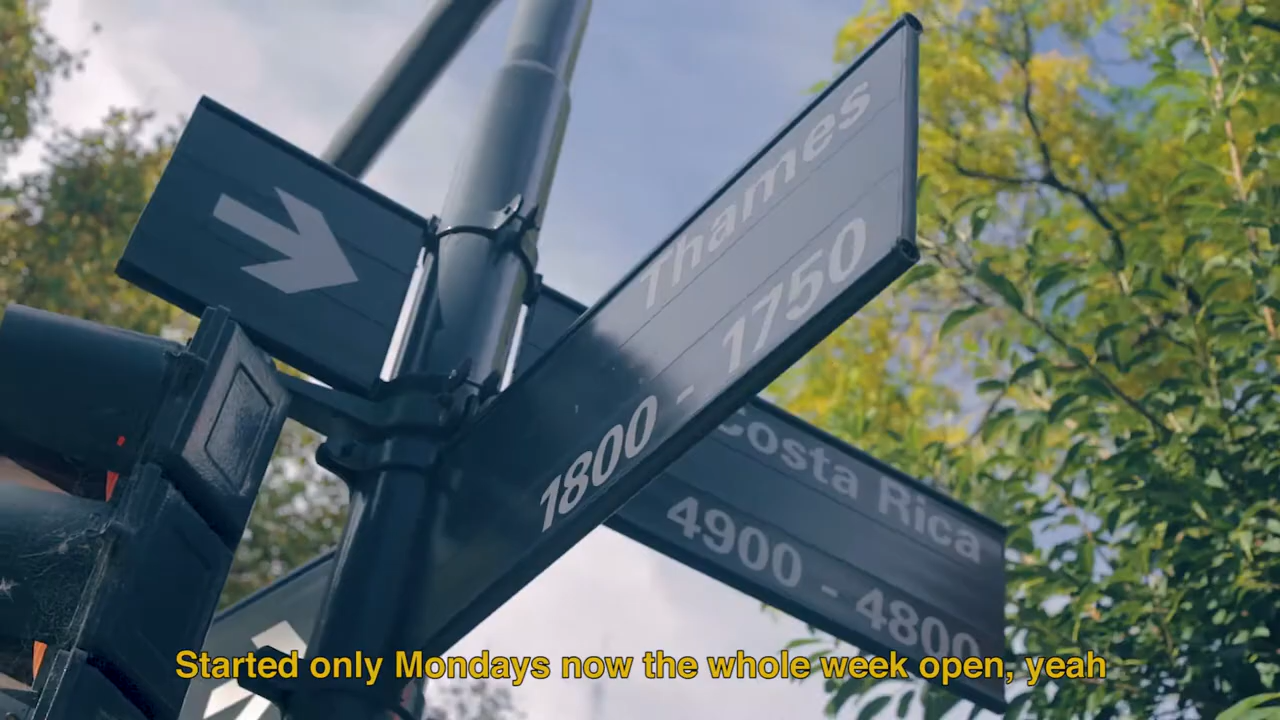 Thames
1800 - 1750
Costa Rica
4900 - 4800
Started only Mondays now the whole week open, yeah